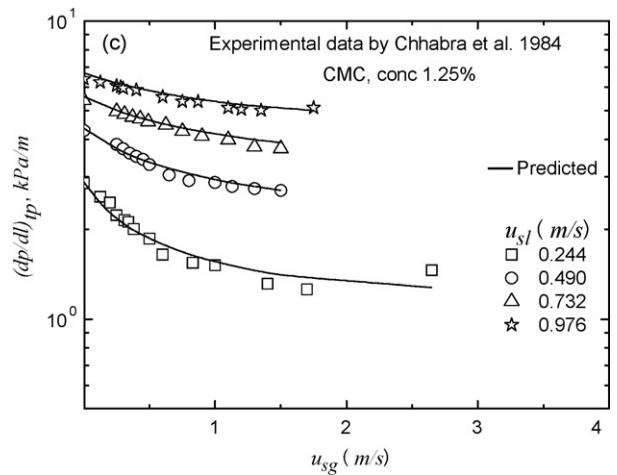 (c)
Experimental data by Chhabra et al. 1984
CMC, conc 1.25%
10¹
(dp/dl)tp, kPa/m
Predicted
usl ( m/s)
0.244
0.490
0.732
0.976
10⁰
0 1 2 3 4
usg ( m/s)